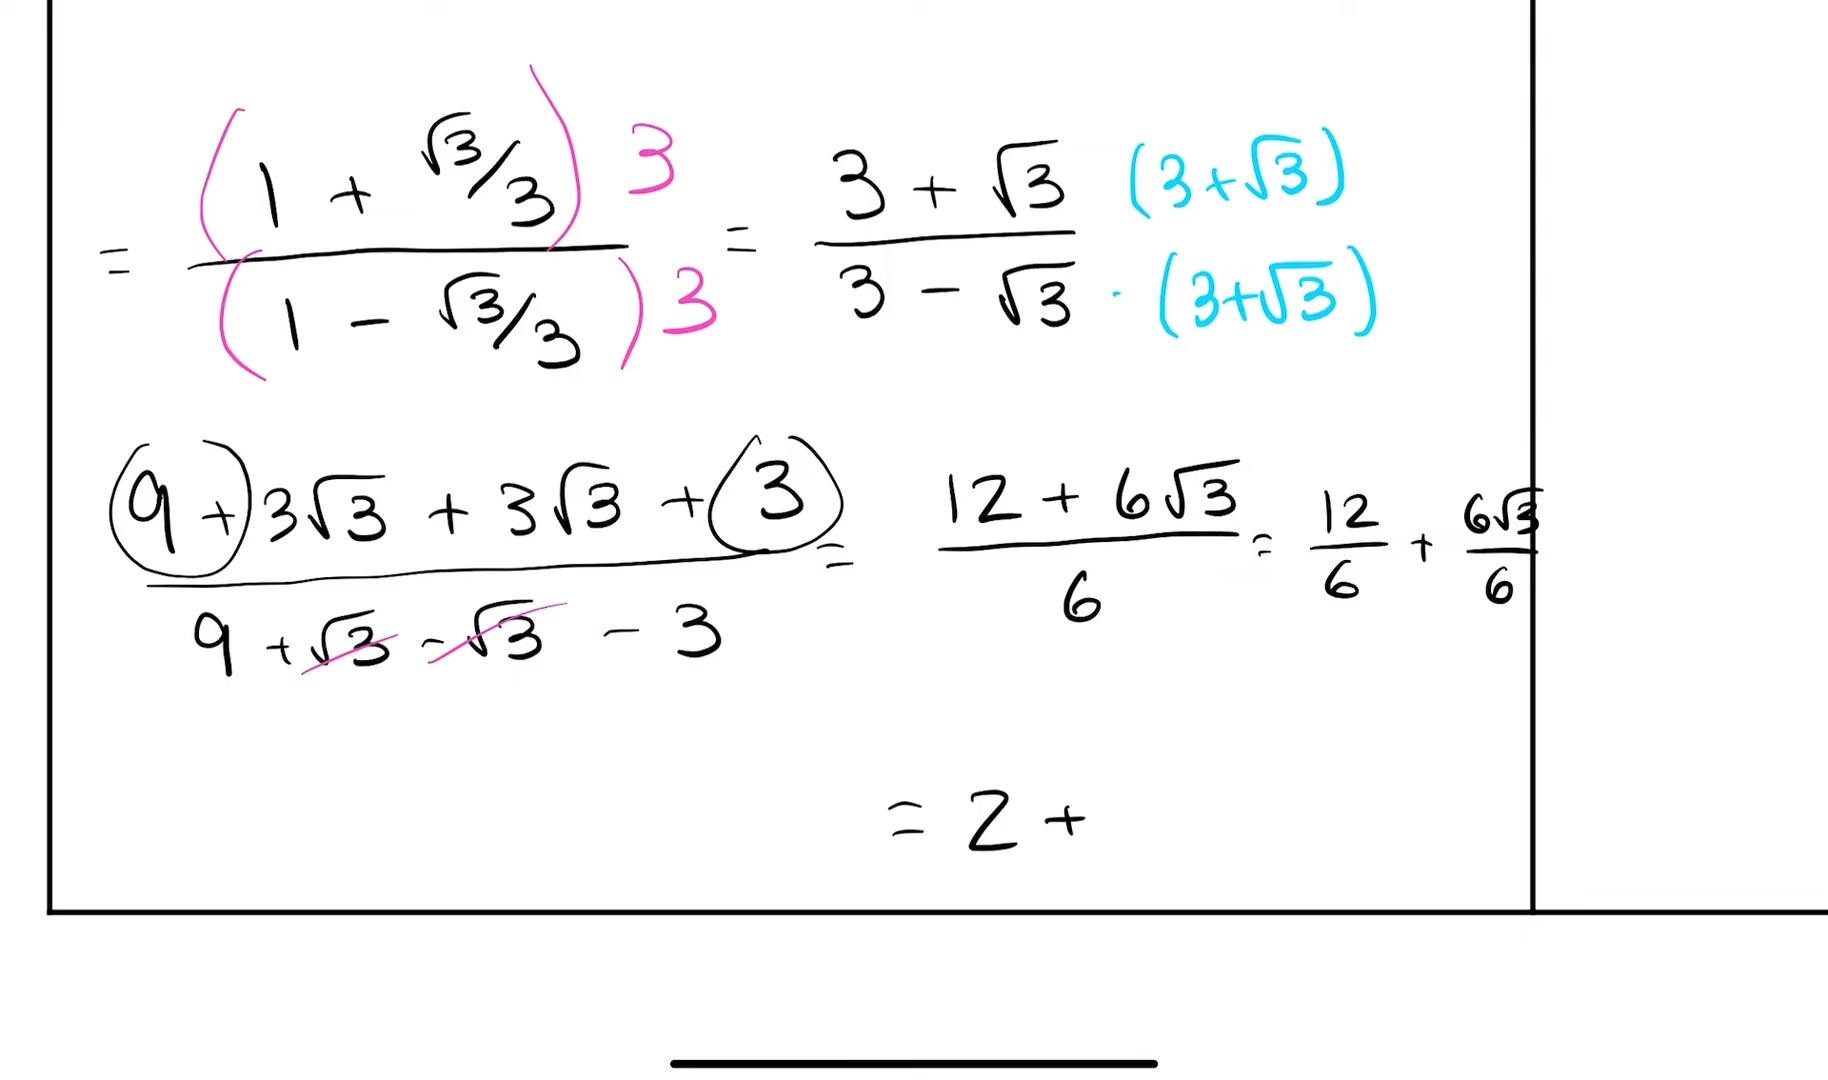 = (1 + √3/3) 3 / (1 - √3/3) 3 = 3 + √3 (3+√3) / 3 - √3 · (3+√3)
9 + 3√3 + 3√3 + 3 / 9 + √3 - √3 - 3 = 12 + 6√3 / 6 = 12/6 + 6√3/6
= 2 +